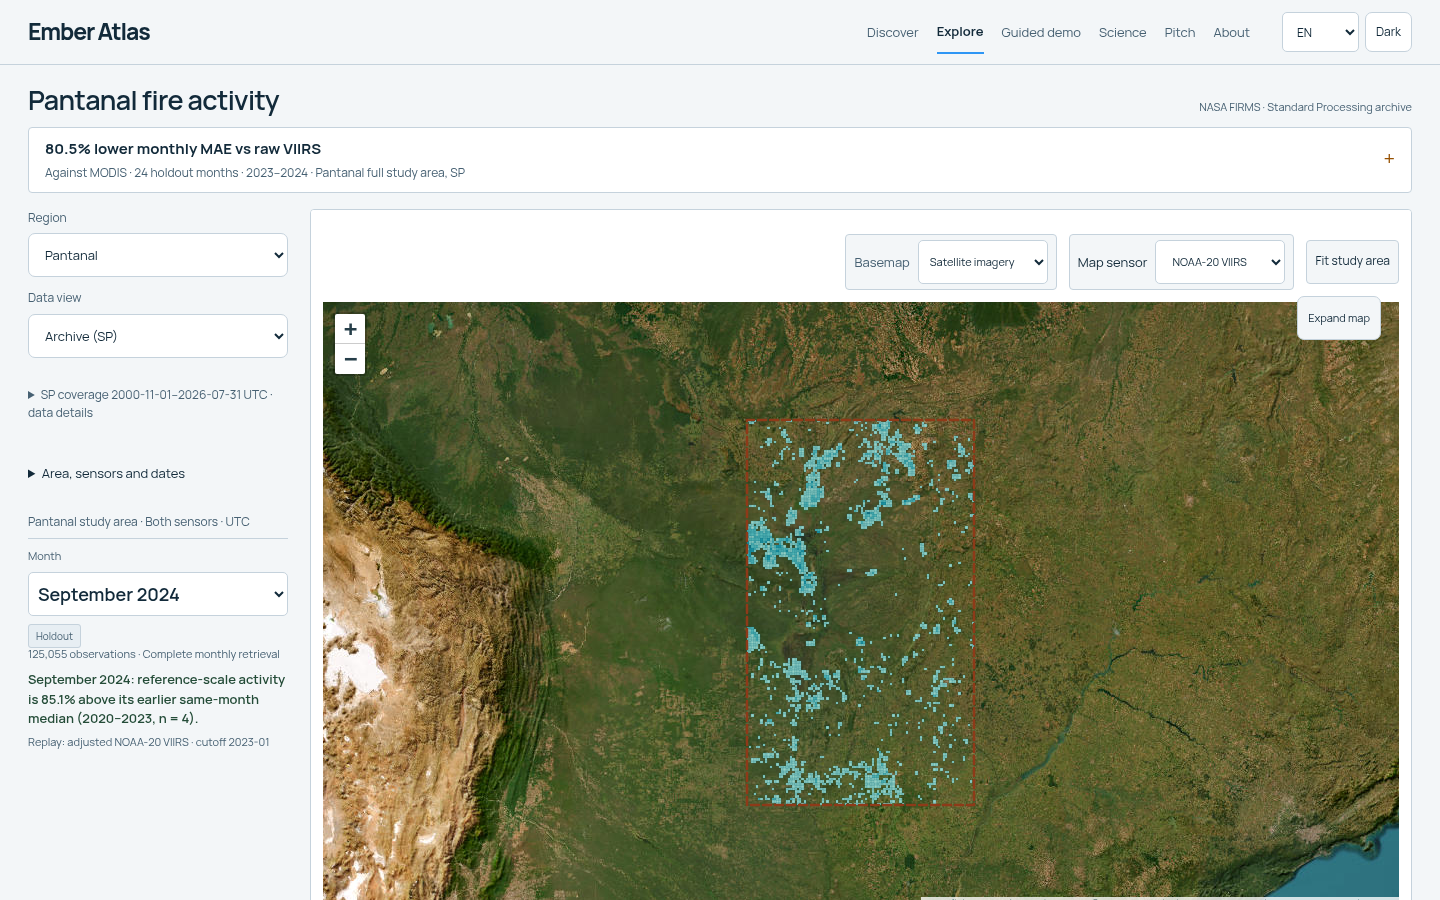 Ember Atlas
Discover
Explore
Guided demo
Science
Pitch
About
EN
Dark
Pantanal fire activity
NASA FIRMS · Standard Processing archive
80.5% lower monthly MAE vs raw VIIRS
Against MODIS · 24 holdout months · 2023–2024 · Pantanal full study area, SP
+
Region
Pantanal
Data view
Archive (SP)
SP coverage 2000-11-01–2026-07-31 UTC ·
data details
Area, sensors and dates
Pantanal study area · Both sensors · UTC
Month
September 2024
Holdout
125,055 observations · Complete monthly retrieval
September 2024: reference-scale activity
is 85.1% above its earlier same-month
median (2020–2023, n = 4).
Replay: adjusted NOAA-20 VIIRS · cutoff 2023-01
Basemap
Satellite imagery
Map sensor
NOAA-20 VIIRS
Fit study area
Expand map
+
−